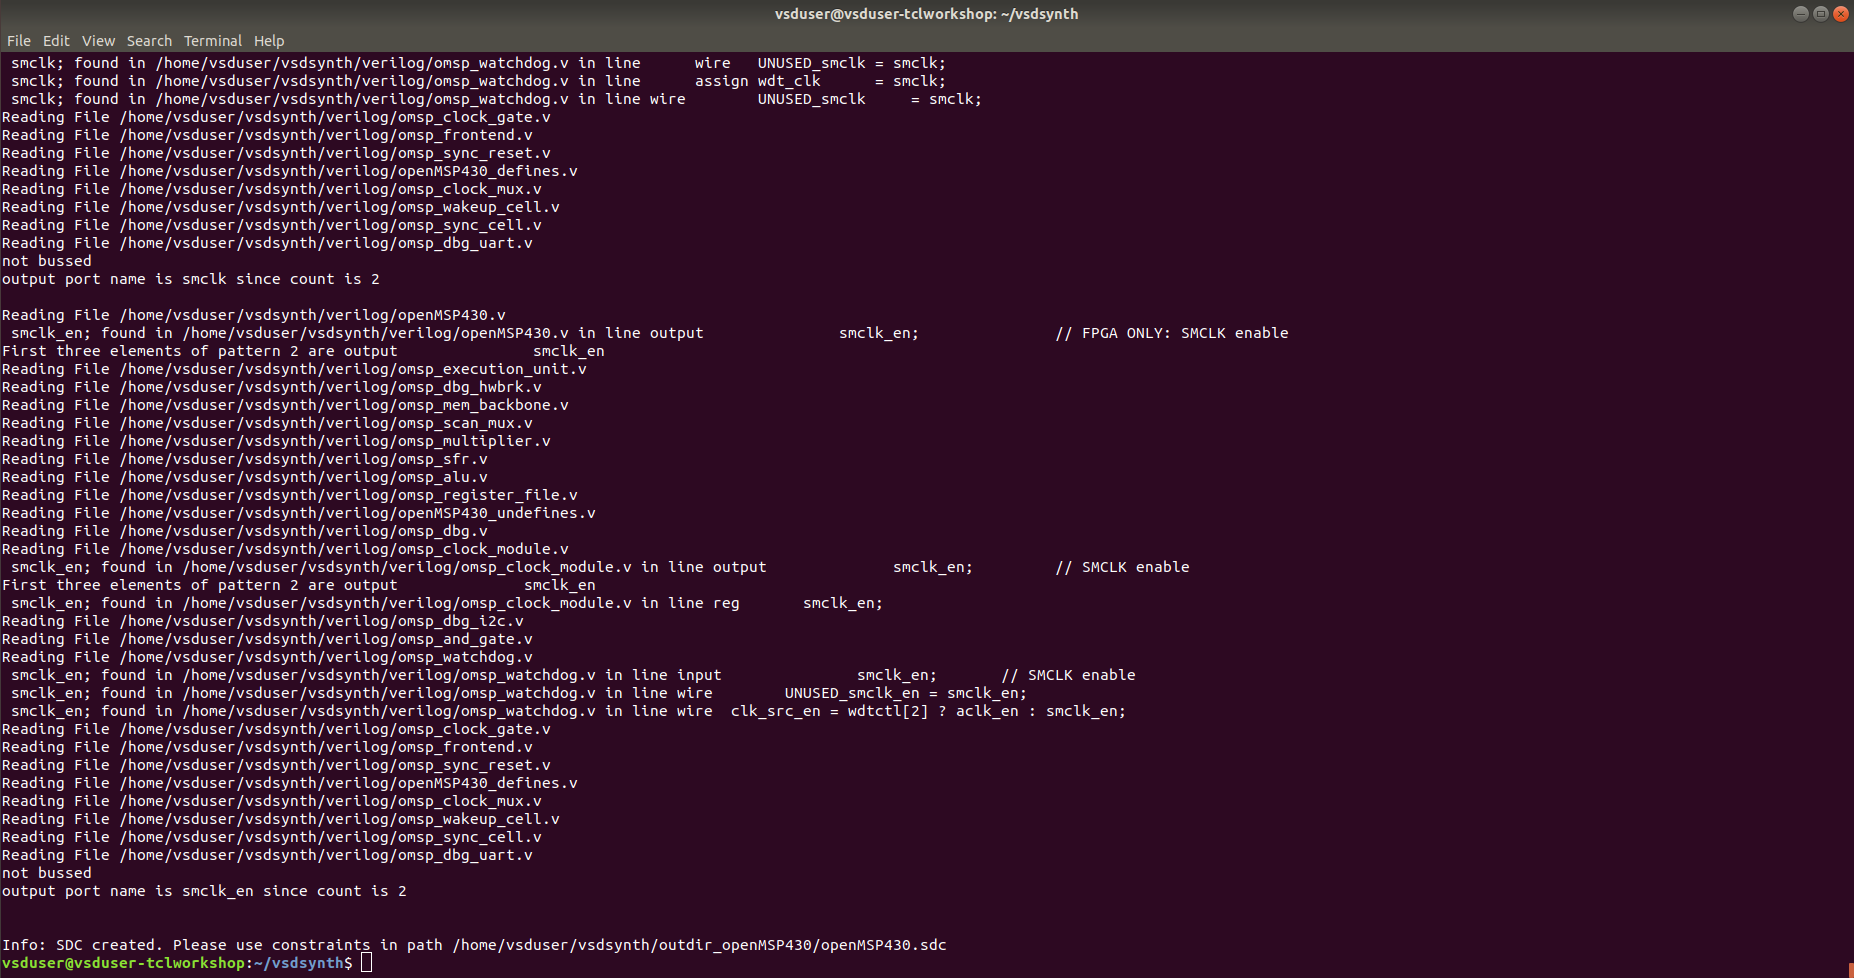 vsduser@vsduser-tclworkshop: ~/vsdsynth
File Edit View Search Terminal Help
 smclk; found in /home/vsduser/vsdsynth/verilog/omsp_watchdog.v in line      wire   UNUSED_smclk = smclk;
 smclk; found in /home/vsduser/vsdsynth/verilog/omsp_watchdog.v in line      assign wdt_clk      = smclk;
 smclk; found in /home/vsduser/vsdsynth/verilog/omsp_watchdog.v in line wire        UNUSED_smclk     = smclk;
Reading File /home/vsduser/vsdsynth/verilog/omsp_clock_gate.v
Reading File /home/vsduser/vsdsynth/verilog/omsp_frontend.v
Reading File /home/vsduser/vsdsynth/verilog/omsp_sync_reset.v
Reading File /home/vsduser/vsdsynth/verilog/openMSP430_defines.v
Reading File /home/vsduser/vsdsynth/verilog/omsp_clock_mux.v
Reading File /home/vsduser/vsdsynth/verilog/omsp_wakeup_cell.v
Reading File /home/vsduser/vsdsynth/verilog/omsp_sync_cell.v
Reading File /home/vsduser/vsdsynth/verilog/omsp_dbg_uart.v
not bussed
output port name is smclk since count is 2

Reading File /home/vsduser/vsdsynth/verilog/openMSP430.v
 smclk_en; found in /home/vsduser/vsdsynth/verilog/openMSP430.v in line output               smclk_en;               // FPGA ONLY: SMCLK enable
First three elements of pattern 2 are output               smclk_en
Reading File /home/vsduser/vsdsynth/verilog/omsp_execution_unit.v
Reading File /home/vsduser/vsdsynth/verilog/omsp_dbg_hwbrk.v
Reading File /home/vsduser/vsdsynth/verilog/omsp_mem_backbone.v
Reading File /home/vsduser/vsdsynth/verilog/omsp_scan_mux.v
Reading File /home/vsduser/vsdsynth/verilog/omsp_multiplier.v
Reading File /home/vsduser/vsdsynth/verilog/omsp_sfr.v
Reading File /home/vsduser/vsdsynth/verilog/omsp_alu.v
Reading File /home/vsduser/vsdsynth/verilog/omsp_register_file.v
Reading File /home/vsduser/vsdsynth/verilog/openMSP430_undefines.v
Reading File /home/vsduser/vsdsynth/verilog/omsp_dbg.v
Reading File /home/vsduser/vsdsynth/verilog/omsp_clock_module.v
 smclk_en; found in /home/vsduser/vsdsynth/verilog/omsp_clock_module.v in line output              smclk_en;         // SMCLK enable
First three elements of pattern 2 are output              smclk_en
 smclk_en; found in /home/vsduser/vsdsynth/verilog/omsp_clock_module.v in line reg       smclk_en;
Reading File /home/vsduser/vsdsynth/verilog/omsp_dbg_i2c.v
Reading File /home/vsduser/vsdsynth/verilog/omsp_and_gate.v
Reading File /home/vsduser/vsdsynth/verilog/omsp_watchdog.v
 smclk_en; found in /home/vsduser/vsdsynth/verilog/omsp_watchdog.v in line input               smclk_en;       // SMCLK enable
 smclk_en; found in /home/vsduser/vsdsynth/verilog/omsp_watchdog.v in line wire        UNUSED_smclk_en = smclk_en;
 smclk_en; found in /home/vsduser/vsdsynth/verilog/omsp_watchdog.v in line wire  clk_src_en = wdtctl[2] ? aclk_en : smclk_en;
Reading File /home/vsduser/vsdsynth/verilog/omsp_clock_gate.v
Reading File /home/vsduser/vsdsynth/verilog/omsp_frontend.v
Reading File /home/vsduser/vsdsynth/verilog/omsp_sync_reset.v
Reading File /home/vsduser/vsdsynth/verilog/openMSP430_defines.v
Reading File /home/vsduser/vsdsynth/verilog/omsp_clock_mux.v
Reading File /home/vsduser/vsdsynth/verilog/omsp_wakeup_cell.v
Reading File /home/vsduser/vsdsynth/verilog/omsp_sync_cell.v
Reading File /home/vsduser/vsdsynth/verilog/omsp_dbg_uart.v
not bussed
output port name is smclk_en since count is 2

Info: SDC created. Please use constraints in path /home/vsduser/vsdsynth/outdir_openMSP430/openMSP430.sdc
vsduser@vsduser-tclworkshop:~/vsdsynth$